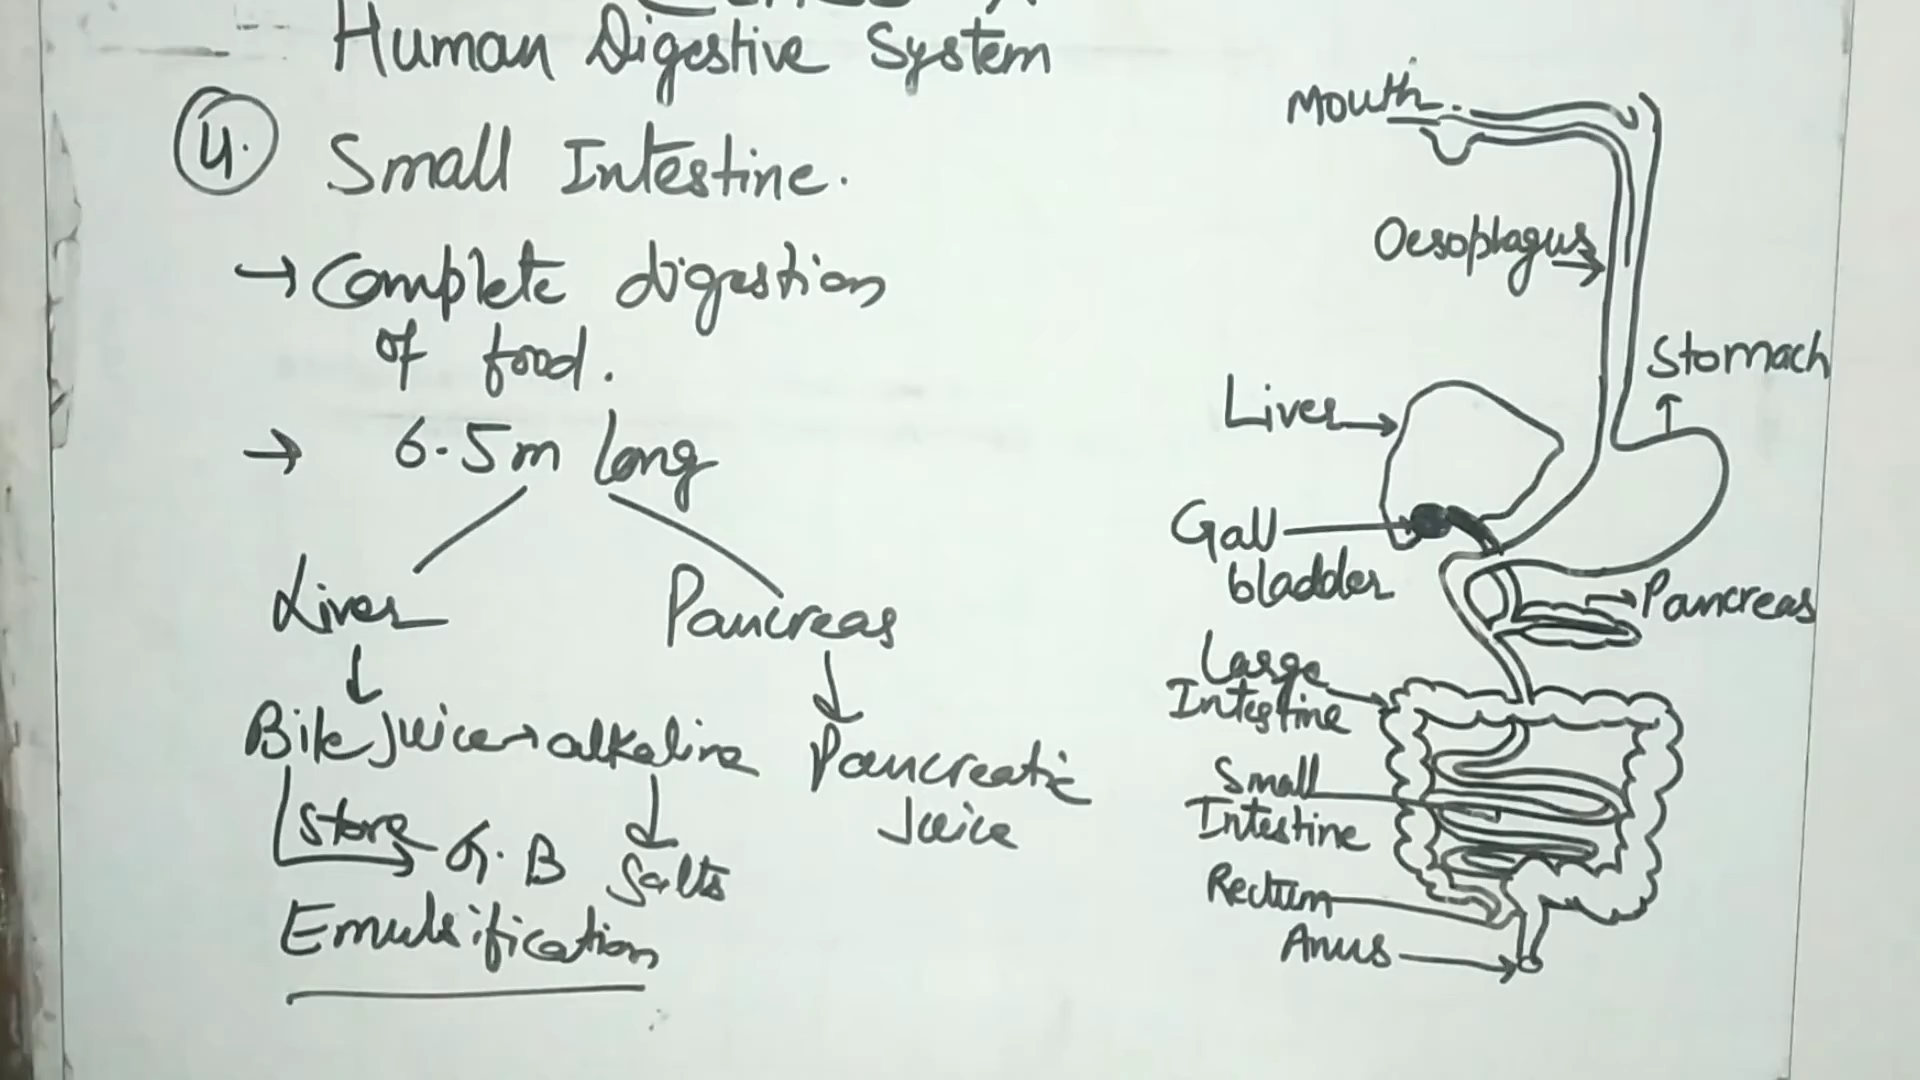 Human Digestive System
4.
Small Intestine.
→ Complete digestion
of food.
→ 6.5m long
Liver
Pancreas
Bile juice → alkaline
Pancreatic
Juice
store G.B
Salts
Emulsification
Mouth
Oesophagus
Stomach
Liver
Gall
bladder
Pancreas
Large
Intestine
Small
Intestine
Rectum
Anus